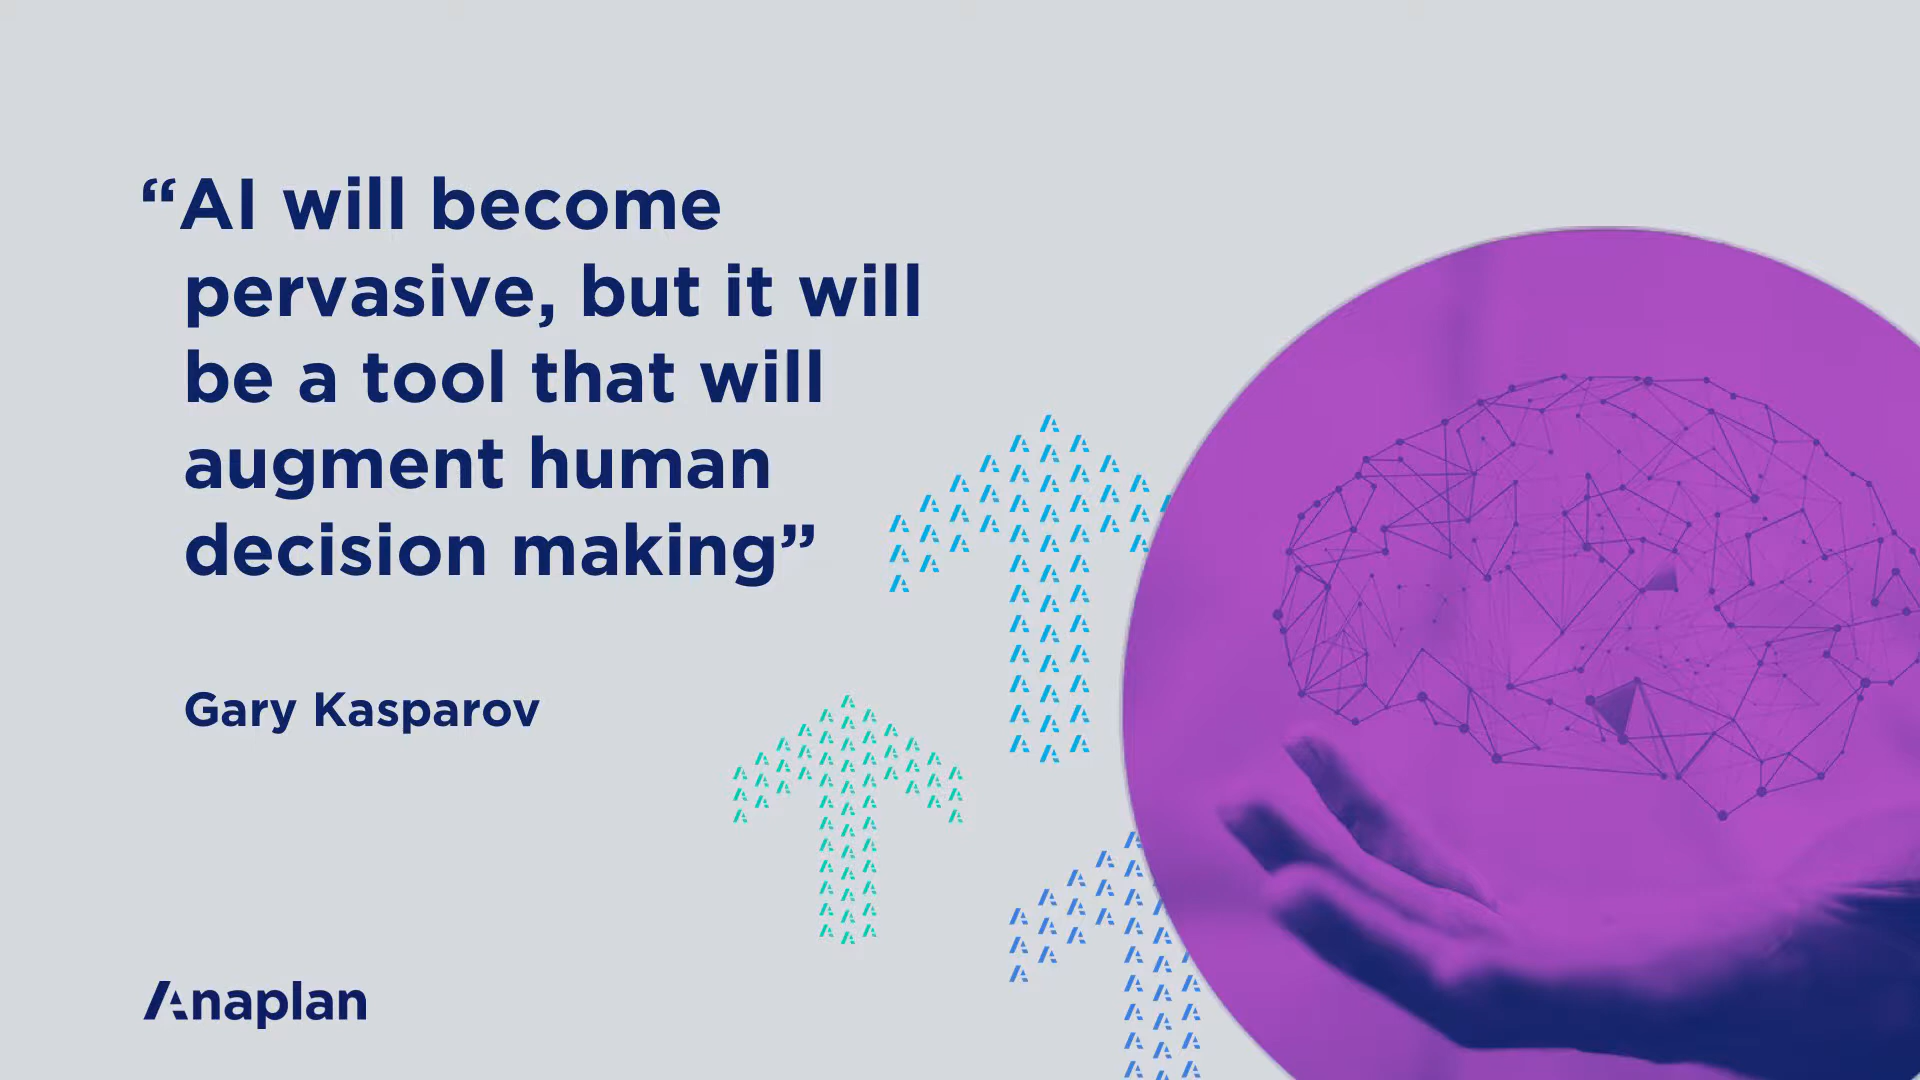 “AI will become
pervasive, but it will
be a tool that will
augment human
decision making”
Gary Kasparov
Anaplan